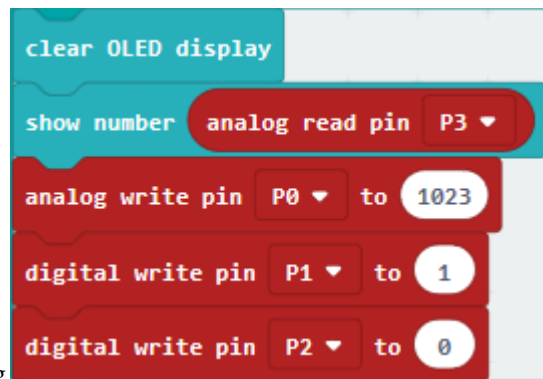 clear OLED display
show number analog read pin P3
analog write pin P0 to 1023
digital write pin P1 to 1
digital write pin P2 to 0